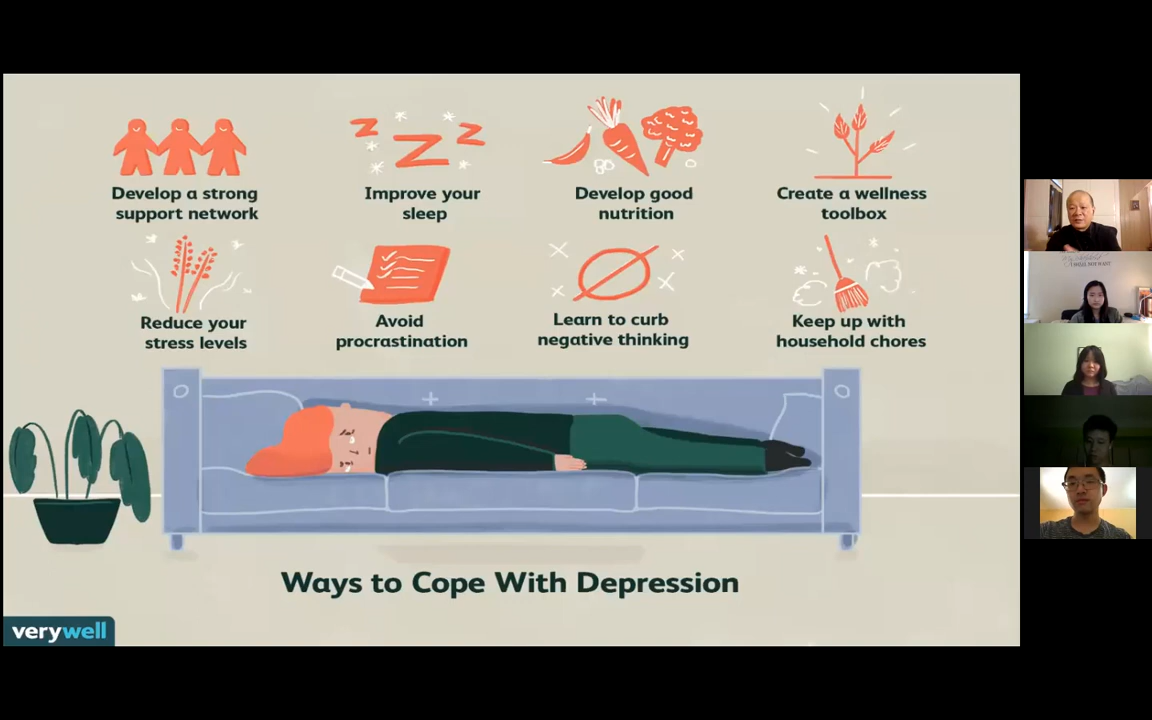 Develop a strong
support network
Improve your
sleep
Develop good
nutrition
Create a wellness
toolbox
Reduce your
stress levels
Avoid
procrastination
Learn to curb
negative thinking
Keep up with
household chores
Ways to Cope With Depression
verywell